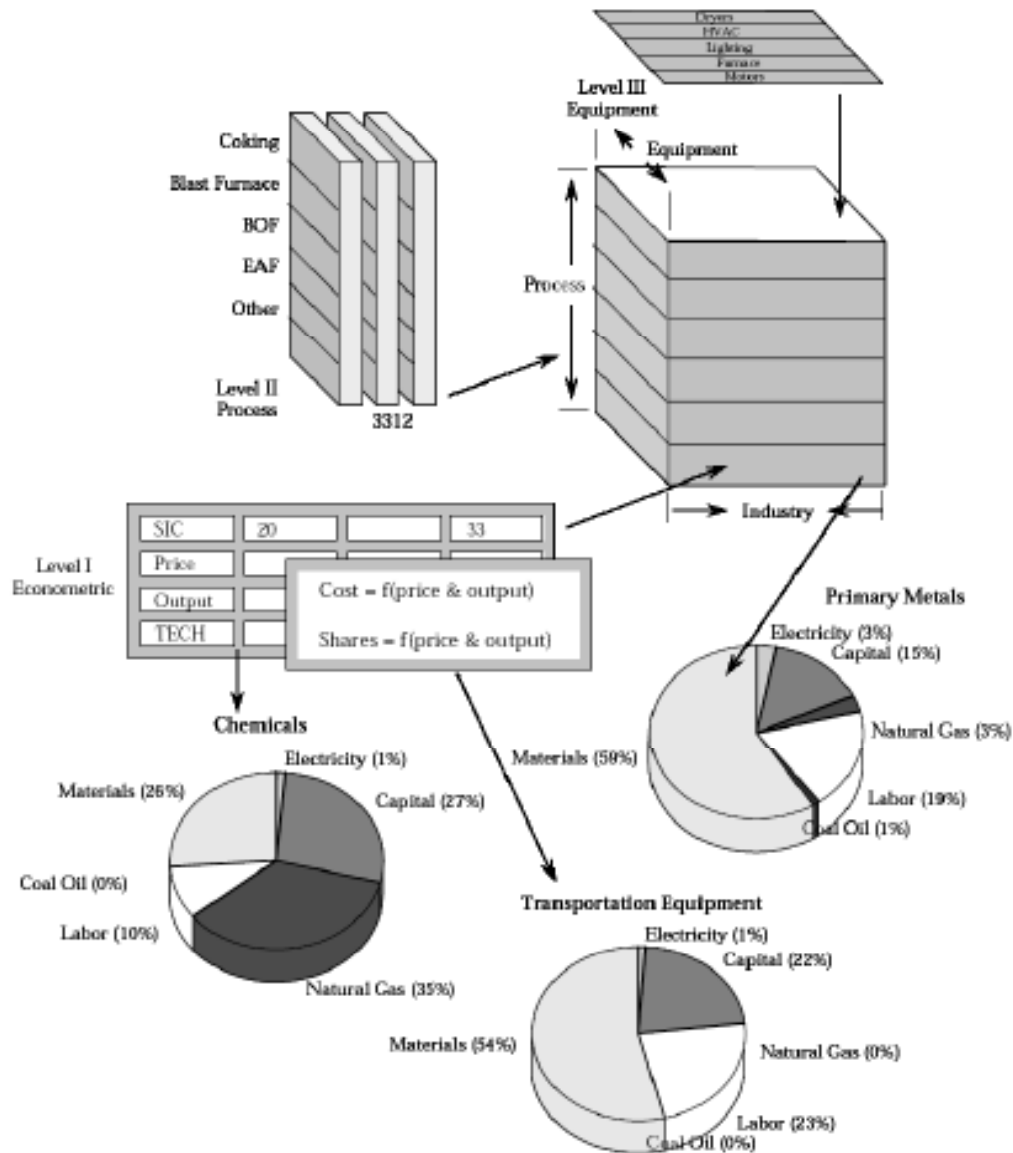 Dryers
HVAC
Lighting
Furnace
Motors
Level III
Equipment
Equipment
Coking
Blast Furnace
BOF
EAF
Other
Level II
Process
3312
Process
Industry
Level I
Econometric
SIC 20 33
Price
Output
TECH
Cost = f(price & output)
Shares = f(price & output)
Primary Metals
Electricity (3%)
Capital (15%)
Natural Gas (3%)
Labor (19%)
Coal Oil (1%)
Materials (59%)
Chemicals
Electricity (1%)
Materials (26%)
Capital (27%)
Coal Oil (0%)
Labor (10%)
Natural Gas (35%)
Transportation Equipment
Electricity (1%)
Capital (22%)
Materials (54%)
Natural Gas (0%)
Labor (23%)
Coal Oil (0%)